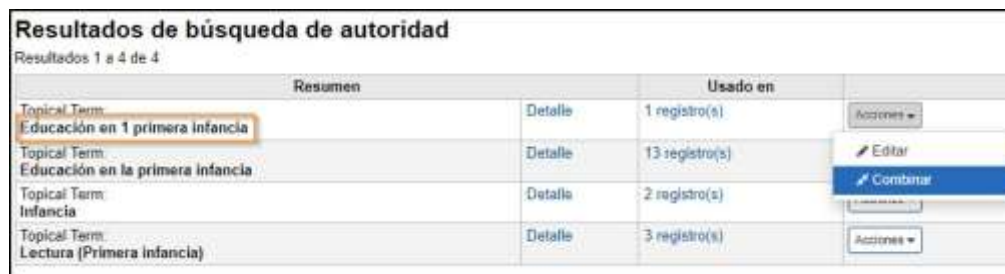 Resultados de búsqueda de autoridad
Resultados 1 a 4 de 4
Resumen Usado en
Topical Term:
Educación en 1 primera infancia Detalle 1 registro(s) Acciones
Topical Term:
Educación en la primera infancia Detalle 13 registro(s)
Editar
Combinar
Topical Term:
Infancia Detalle 2 registro(s)
Topical Term:
Lectura (Primera infancia) Detalle 3 registro(s) Acciones